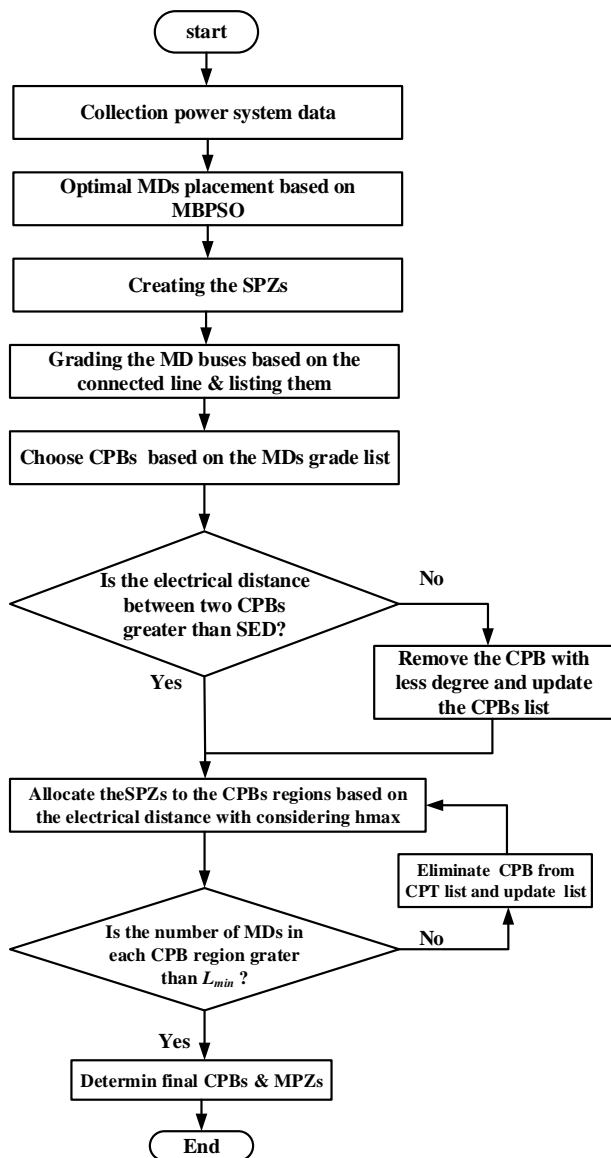 start
Collection power system data
Optimal MDs placement based on
MBPSO
Creating the SPZs
Grading the MD buses based on the
connected line & listing them
Choose CPBs based on the MDs grade list
Is the electrical distance
between two CPBs
greater than SED?
No
Yes
Remove the CPB with
less degree and update
the CPBs list
Allocate theSPZs to the CPBs regions based on
the electrical distance with considering hmax
Eliminate CPB from
CPT list and update list
Is the number of MDs in
each CPB region grater
than Lmin ?
No
Yes
Determin final CPBs & MPZs
End